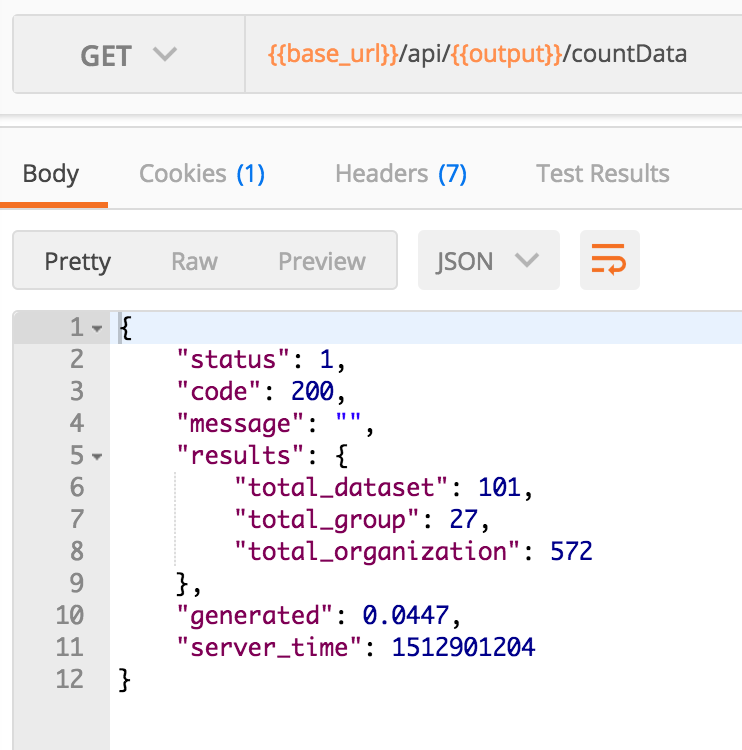 GET {{base_url}}/api/{{output}}/countData
Body Cookies (1) Headers (7) Test Results
Pretty Raw Preview JSON
1 {
2 "status": 1,
3 "code": 200,
4 "message": "",
5 "results": {
6 "total_dataset": 101,
7 "total_group": 27,
8 "total_organization": 572
9 },
10 "generated": 0.0447,
11 "server_time": 1512901204
12 }